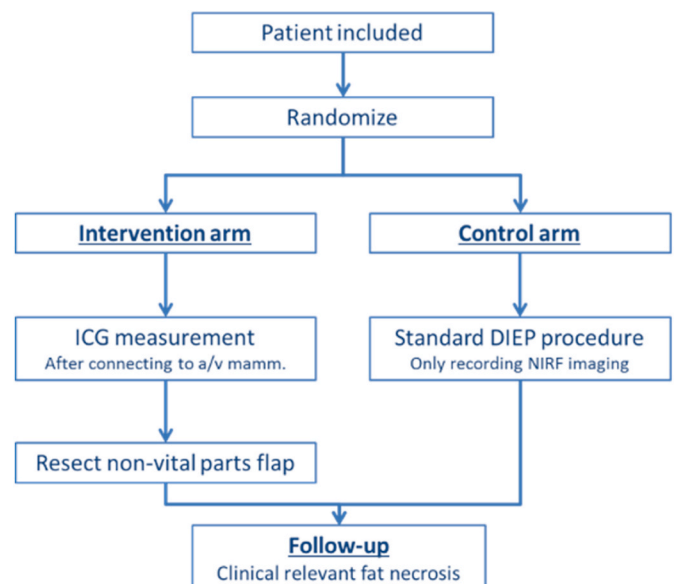 Patient included
Randomize
Intervention arm
Control arm
ICG measurement
After connecting to a/v mamm.
Standard DIEP procedure
Only recording NIRF imaging
Resect non-vital parts flap
Follow-up
Clinical relevant fat necrosis